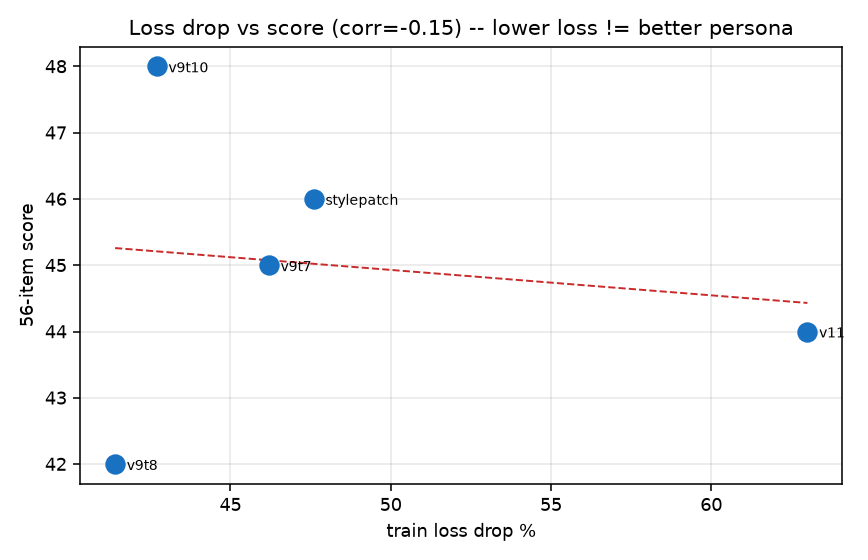 Loss drop vs score (corr=-0.15) -- lower loss != better persona
48
47
46
45
44
43
42
56-item score
v9t10
stylepatch
v9t7
v11
v9t8
45
50
55
60
train loss drop %